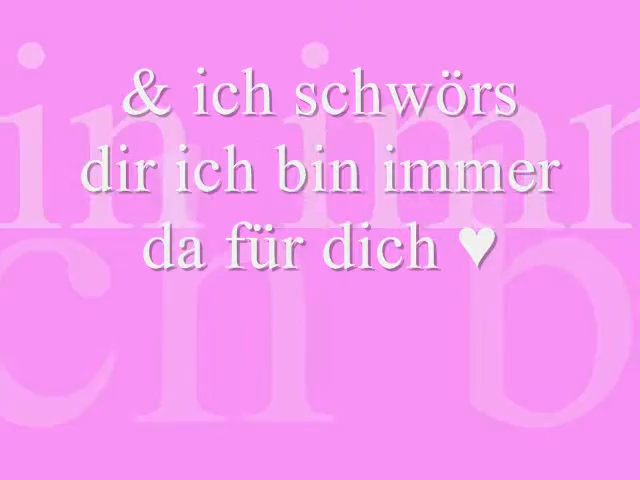 & ich schwörs
dir ich bin immer
da für dich ♥